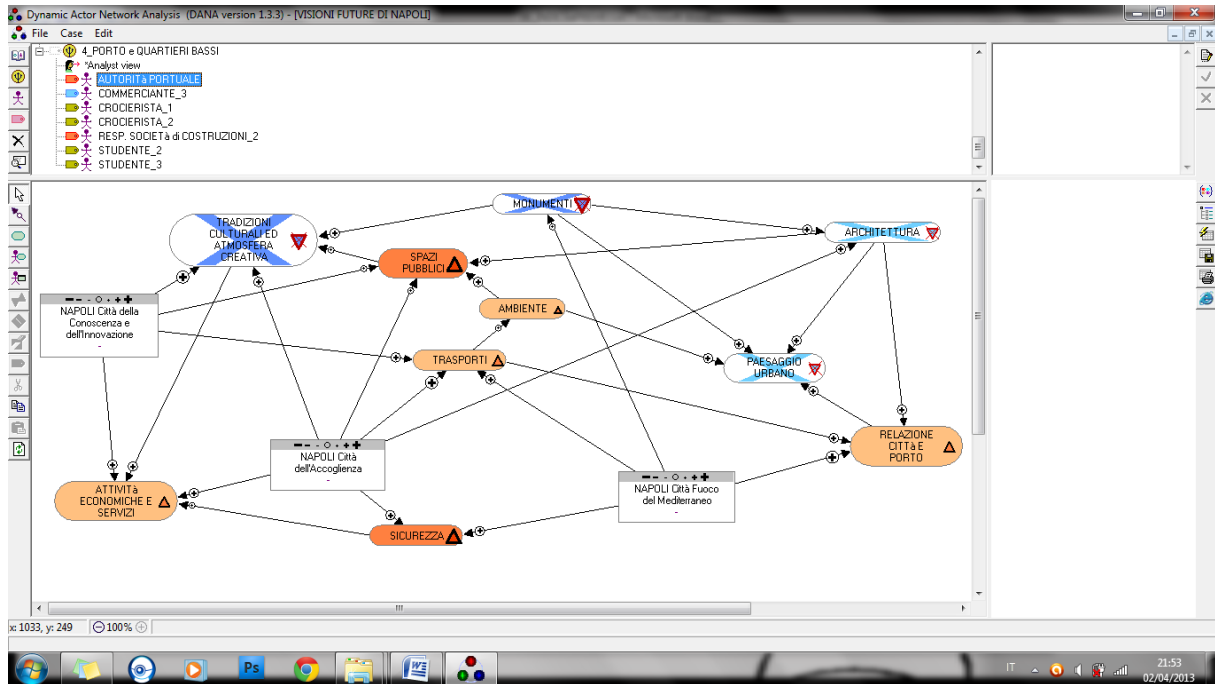 Dynamic Actor Network Analysis (DANA version 1.3.3) - [VISIONI FUTURE DI NAPOLI]
File Case Edit
4_PORTO e QUARTIERI BASSI
*Analyst view
AUTORITà PORTUALE
COMMERCIANTE_3
CROCIERISTA_1
CROCIERISTA_2
RESP. SOCIETà di COSTRUZIONI_2
STUDENTE_2
STUDENTE_3
MONUMENTI
TRADIZIONI
CULTURALI ED
ATMOSFERA
CREATIVA
ARCHITETTURA
SPAZI
PUBBLICI
AMBIENTE
NAPOLI Città della
Conoscenza e
dell'Innovazione
-
TRASPORTI
PAESAGGIO
URBANO
RELAZIONE
CITTà E
PORTO
NAPOLI Città
dell'Accoglienza
-
NAPOLI Città Fuoco
del Mediterraneo
-
ATTIVITà
ECONOMICHE E
SERVIZI
SICUREZZA
x: 1033, y: 249 100%
Ps
IT
21:53
02/04/2013